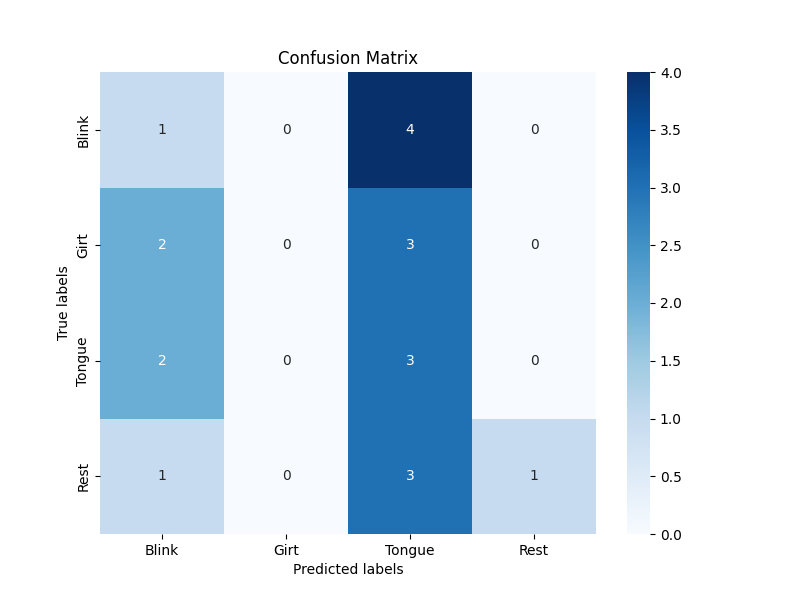 Confusion Matrix
True labels
Blink
1 0 4 0
Girt
2 0 3 0
Tongue
2 0 3 0
Rest
1 0 3 1
Blink Girt Tongue Rest
Predicted labels
4.0
3.5
3.0
2.5
2.0
1.5
1.0
0.5
0.0